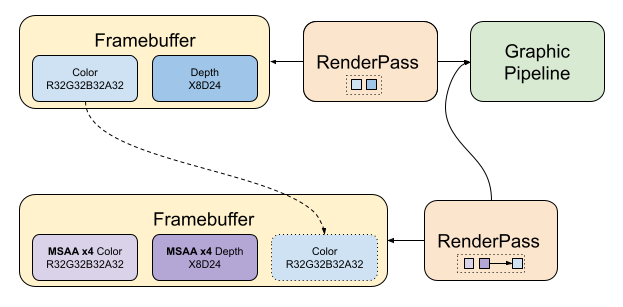 Framebuffer
Color
R32G32B32A32
Depth
X8D24
RenderPass
Graphic
Pipeline
Framebuffer
MSAA x4 Color
R32G32B32A32
MSAA x4 Depth
X8D24
Color
R32G32B32A32
RenderPass